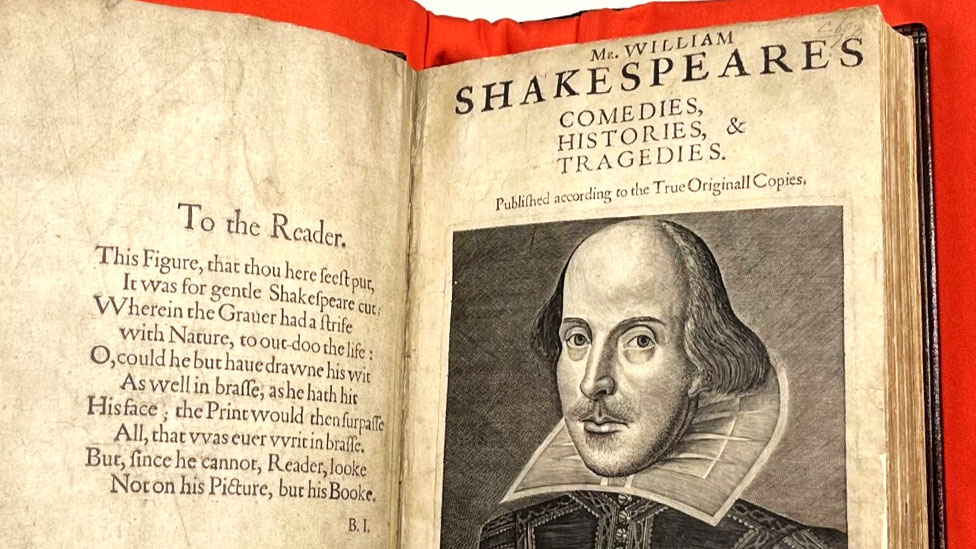 To the Reader.
This Figure, that thou here ſeeſt put,
It was for gentle Shakeſpeare cut;
Wherein the Grauer had a ſtrife
with Nature, to out-doo the life :
O, could he but haue drawne his wit
As well in braſſe, as he hath hit
His face ; the Print would then ſurpaſſe
All, that vvas euer vvrit in braſſe.
But, ſince he cannot, Reader, looke
Not on his Picture, but his Booke.
B. I.
MR. WILLIAM
SHAKESPEARES
COMEDIES,
HISTORIES, &
TRAGEDIES.
Publiſhed according to the True Originall Copies.